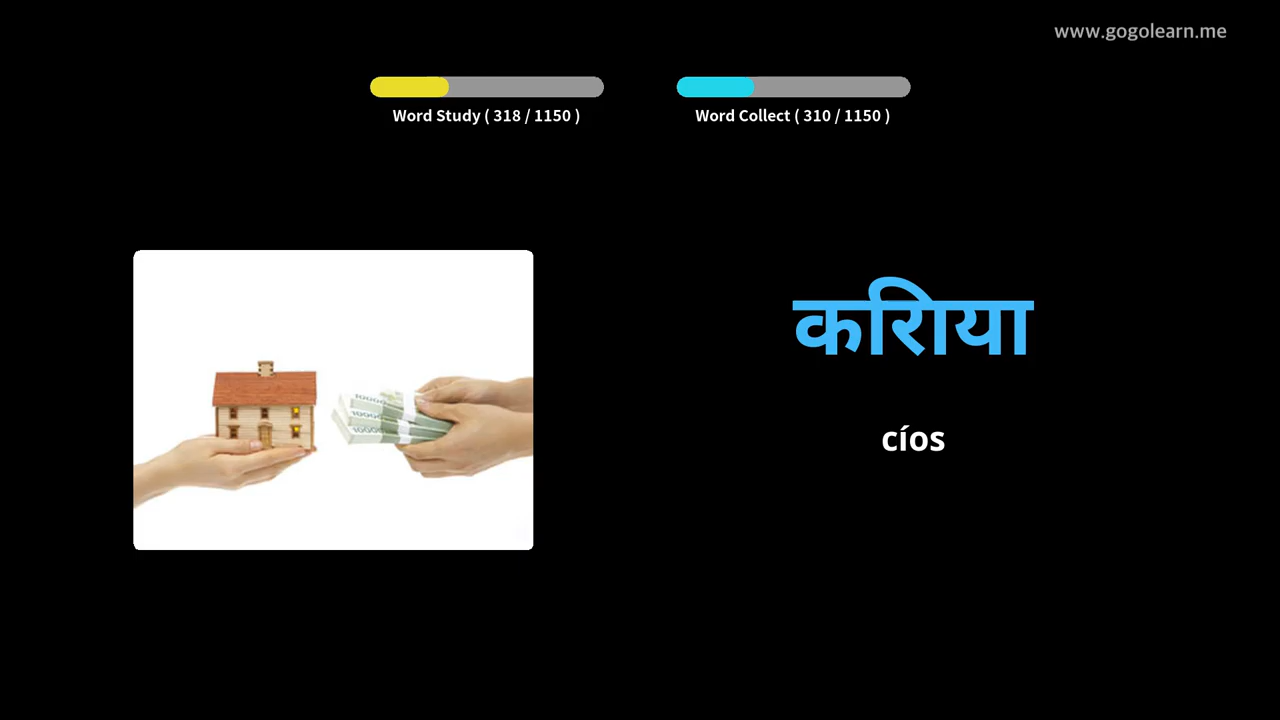 www.gogolearn.me
Word Study ( 318 / 1150 )
Word Collect ( 310 / 1150 )
करिाया
cíos